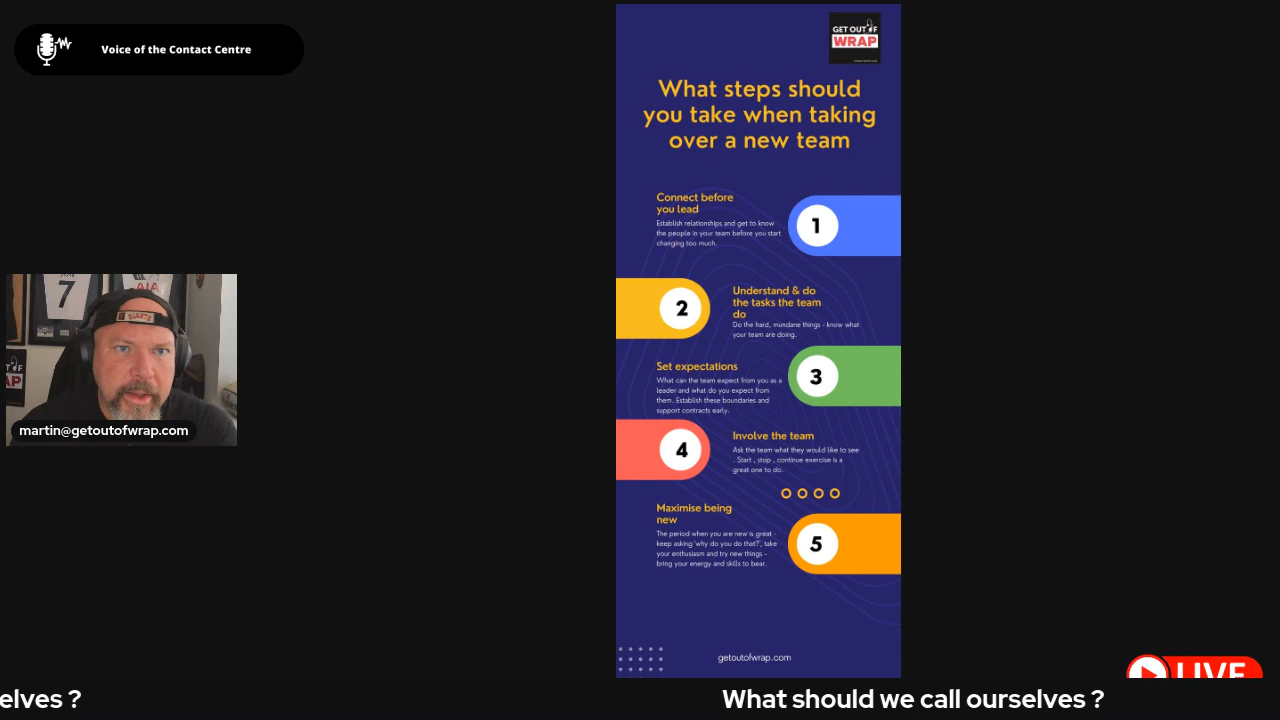 Voice of the Contact Centre
GET OUT OF
WRAP
What steps should
you take when taking
over a new team
Connect before
you lead
Establish relationships and get to know
the people in your team before you start
changing too much.
1
2
Understand & do
the tasks the team
do
Do the hard, mundane things - know what
your team are doing.
Set expectations
What can the team expect from you as a
leader and what do you expect from
them. Establish these boundaries and
support contracts early.
3
4
Involve the team
Ask the team what they would like to see
. Start , stop , continue exercise is a
great one to do.
Maximise being
new
The period when you are new is great -
keep asking 'why do you do that?', take
your enthusiasm and try new things -
bring your energy and skills to bear.
5
getoutofwrap.com
7
GIANTS
martin@getoutofwrap.com
LIVE
elves ?
What should we call ourselves ?